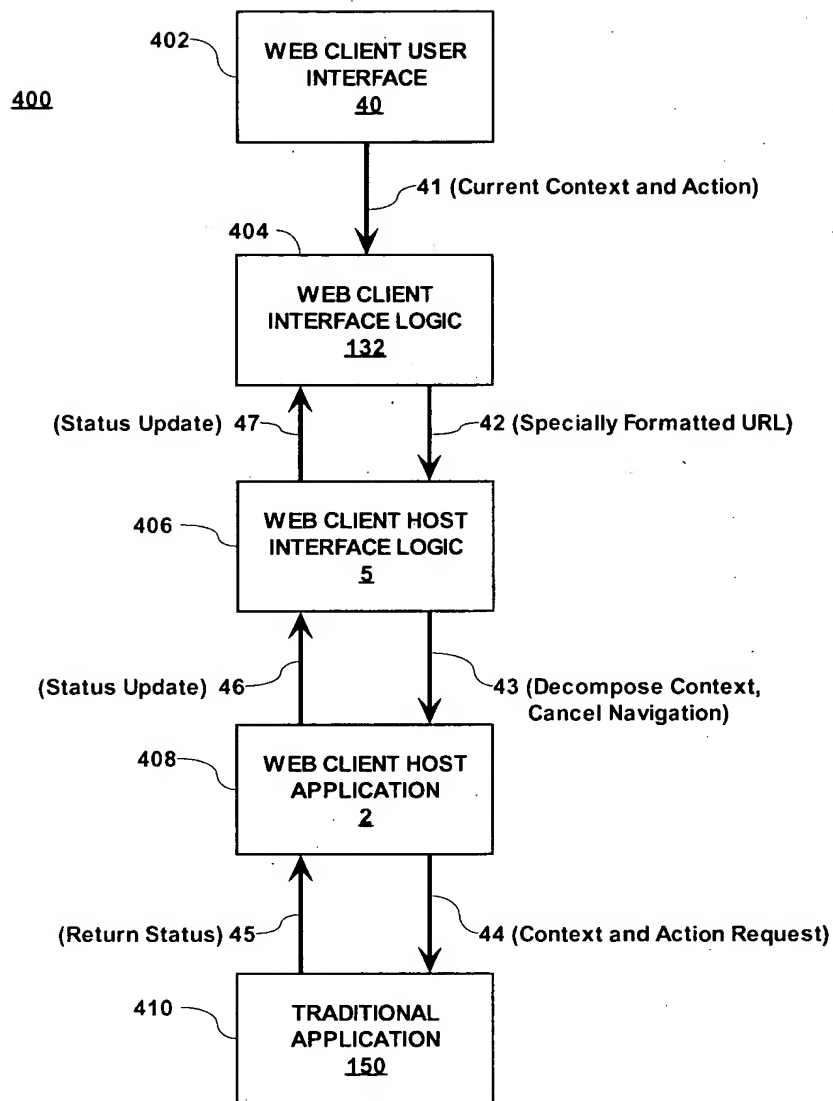 402
WEB CLIENT USER
INTERFACE
40
400
41 (Current Context and Action)
404
WEB CLIENT
INTERFACE LOGIC
132
(Status Update) 47
42 (Specially Formatted URL)
406
WEB CLIENT HOST
INTERFACE LOGIC
5
(Status Update) 46
43 (Decompose Context,
Cancel Navigation)
408
WEB CLIENT HOST
APPLICATION
2
(Return Status) 45
44 (Context and Action Request)
410
TRADITIONAL
APPLICATION
150